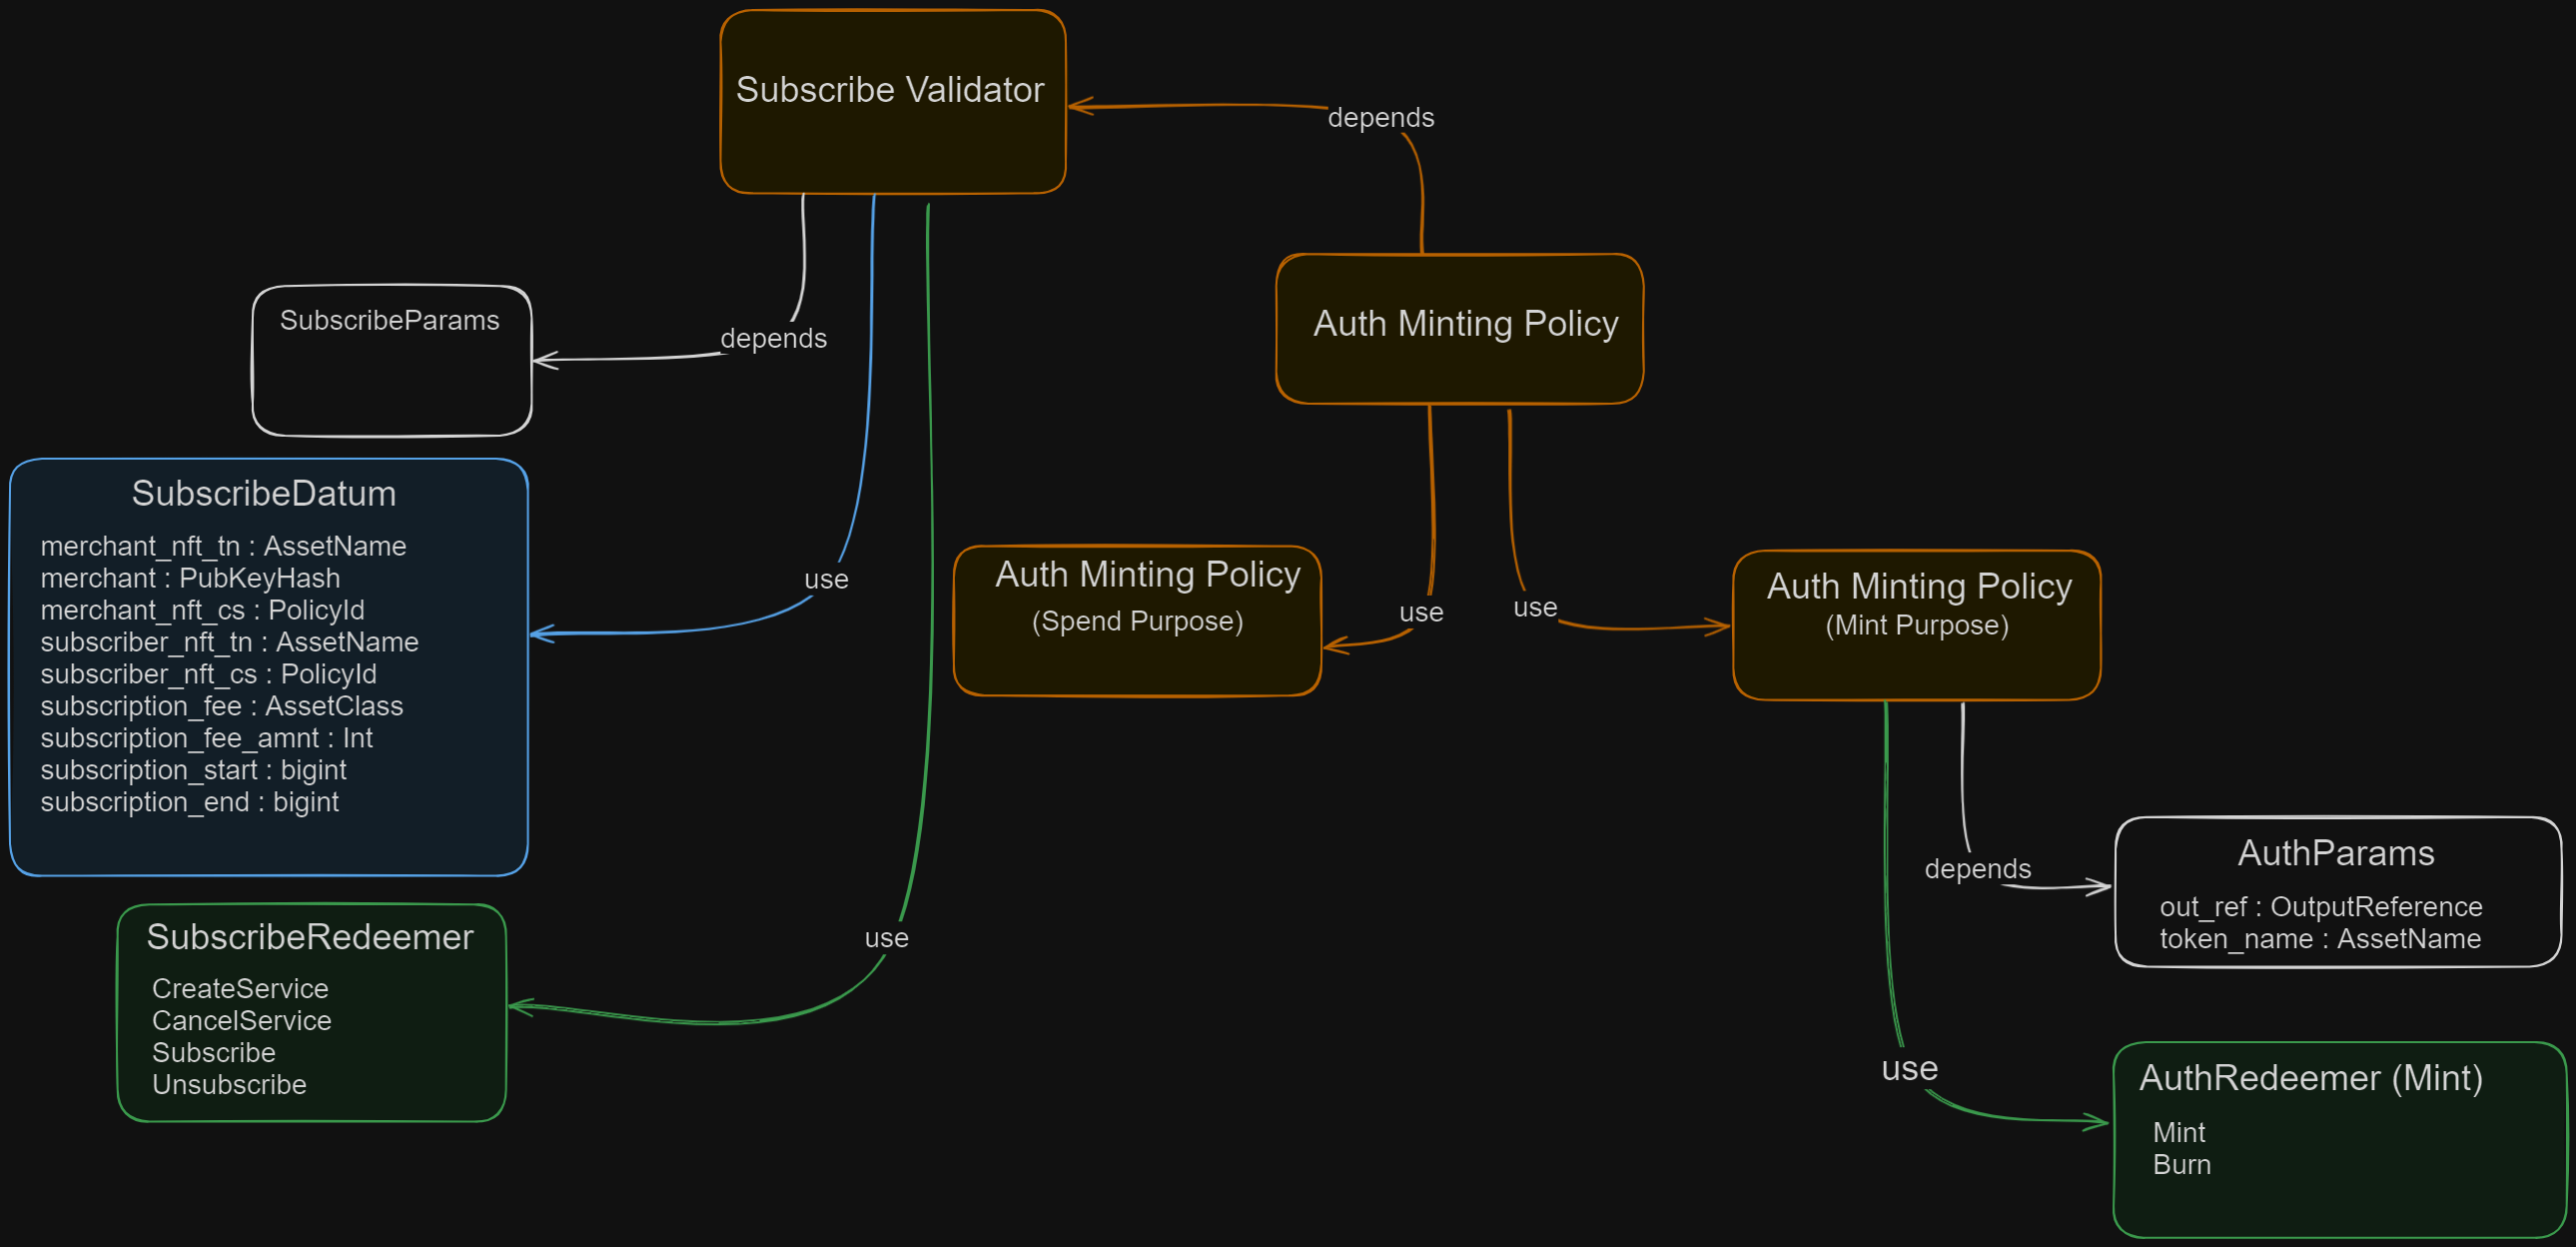 Subscribe Validator
depends
Auth Minting Policy
SubscribeParams
depends
SubscribeDatum
merchant_nft_tn : AssetName
merchant : PubKeyHash
merchant_nft_cs : PolicyId
subscriber_nft_tn : AssetName
subscriber_nft_cs : PolicyId
subscription_fee : AssetClass
subscription_fee_amnt : Int
subscription_start : bigint
subscription_end : bigint
use
Auth Minting Policy
(Spend Purpose)
use
use
Auth Minting Policy
(Mint Purpose)
SubscribeRedeemer
CreateService
CancelService
Subscribe
Unsubscribe
use
depends
AuthParams
out_ref : OutputReference
token_name : AssetName
use
AuthRedeemer (Mint)
Mint
Burn